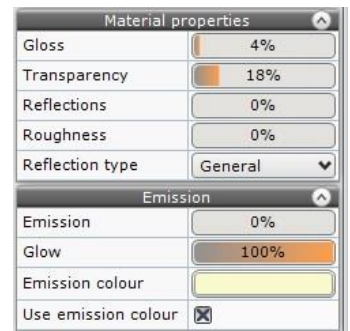 Material properties
Gloss 4%
Transparency 18%
Reflections 0%
Roughness 0%
Reflection type General
Emission
Emission 0%
Glow 100%
Emission colour
Use emission colour